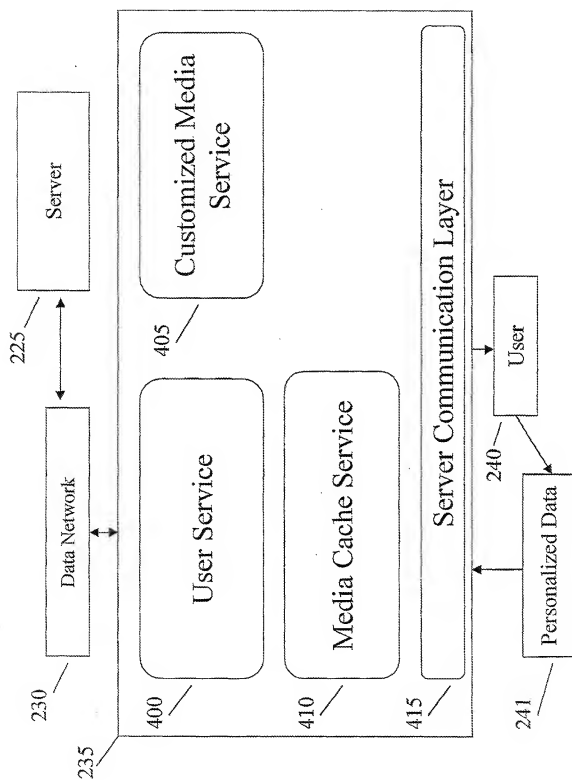 230
Data Network
225
Server
235
400
User Service
405
Customized Media
Service
410
Media Cache Service
415
Server Communication Layer
241
Personalized Data
240
User